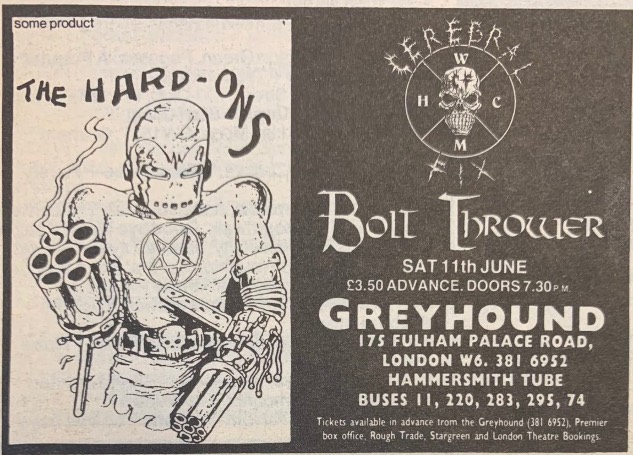 some product
THE HARD-ONS
CEREBRAL
W
H C
M
FIX
BOLT THROWER
SAT 11th JUNE
£3.50 ADVANCE. DOORS 7.30 P.M.
GREYHOUND
175 FULHAM PALACE ROAD,
LONDON W6. 381 6952
HAMMERSMITH TUBE
BUSES 11, 220, 283, 295, 74
Tickets available in advance from the Greyhound (381 6952), Premier
box office, Rough Trade, Stargreen and London Theatre Bookings.